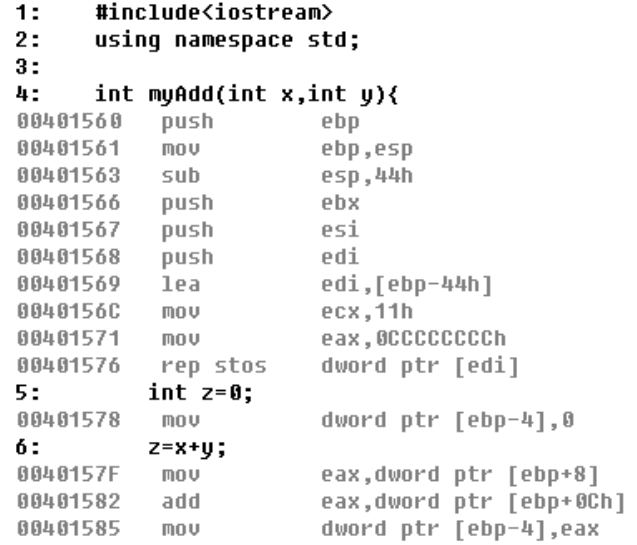 1: #include<iostream>
2: using namespace std;
3:
4: int myAdd(int x,int y){
00401560 push ebp
00401561 mov ebp,esp
00401563 sub esp,44h
00401566 push ebx
00401567 push esi
00401568 push edi
00401569 lea edi,[ebp-44h]
0040156C mov ecx,11h
00401571 mov eax,0CCCCCCCCh
00401576 rep stos dword ptr [edi]
5: int z=0;
00401578 mov dword ptr [ebp-4],0
6: z=x+y;
0040157F mov eax,dword ptr [ebp+8]
00401582 add eax,dword ptr [ebp+0Ch]
00401585 mov dword ptr [ebp-4],eax